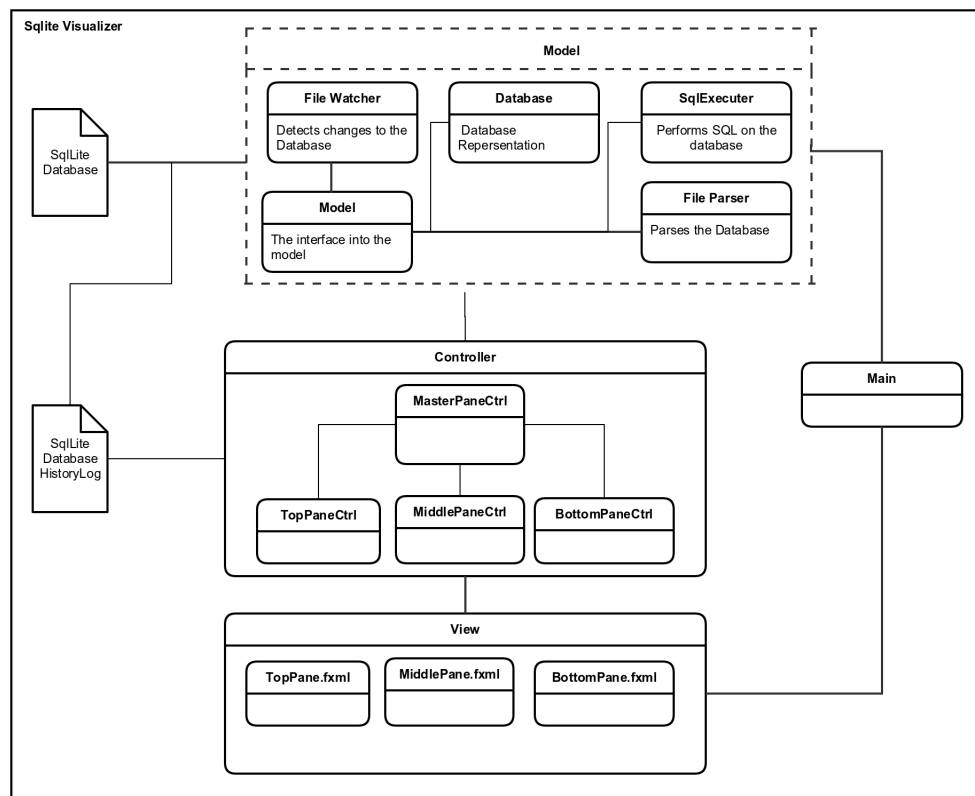 Sqlite Visualizer
Model
File Watcher
Detects changes to the
Database
Database
Database
Repersentation
SqlExecuter
Performs SQL on the
database
SqlLite
Database
Model
The interface into the
model
File Parser
Parses the Database
Controller
MasterPaneCtrl
Main
SqlLite
Database
HistoryLog
TopPaneCtrl
MiddlePaneCtrl
BottomPaneCtrl
View
TopPane.fxml
MiddlePane.fxml
BottomPane.fxml